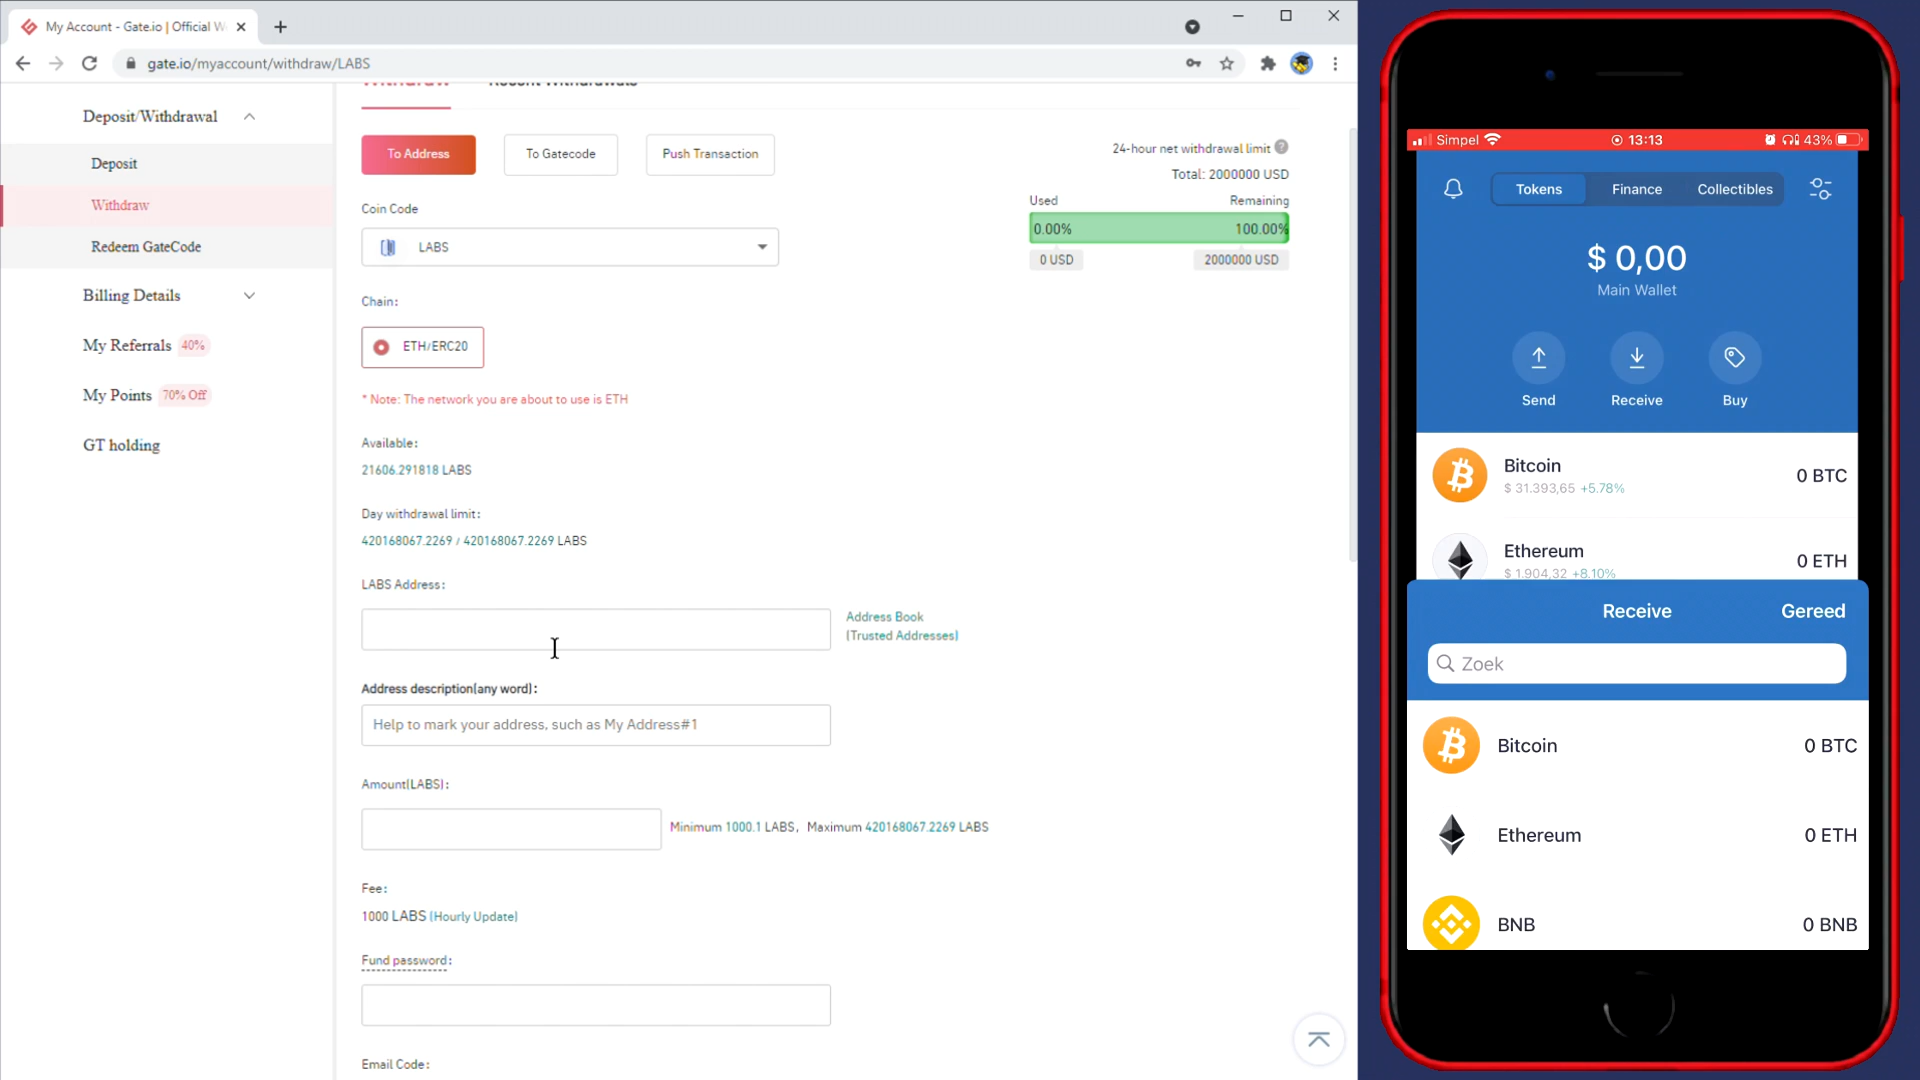 My Account - Gate.io | Official W
gate.io/myaccount/withdraw/LABS
Deposit/Withdrawal
Deposit
Withdraw
Redeem GateCode
Billing Details
My Referrals 40%
My Points 70% Off
GT holding
Withdraw Recent Withdrawals
To Address To Gatecode Push Transaction
24-hour net withdrawal limit ?
Total: 2000000 USD
Used Remaining
0.00% 100.00%
0 USD 2000000 USD
Coin Code
LABS
Chain:
ETH/ERC20
* Note: The network you are about to use is ETH
Available:
21606.291818 LABS
Day withdrawal limit:
420168067.2269 / 420168067.2269 LABS
LABS Address:
Address Book
(Trusted Addresses)
Address description(any word):
Help to mark your address, such as My Address#1
Amount(LABS):
Minimum 1000.1 LABS, Maximum 420168067.2269 LABS
Fee:
1000 LABS (Hourly Update)
Fund password:
Email Code:
Simpel 13:13 43%
Tokens Finance Collectibles
$ 0,00
Main Wallet
Send Receive Buy
Bitcoin 0 BTC
$ 31.393,65 +5.78%
Ethereum 0 ETH
$ 1.904,32 +8.10%
Receive Gereed
Zoek
Bitcoin 0 BTC
Ethereum 0 ETH
BNB 0 BNB